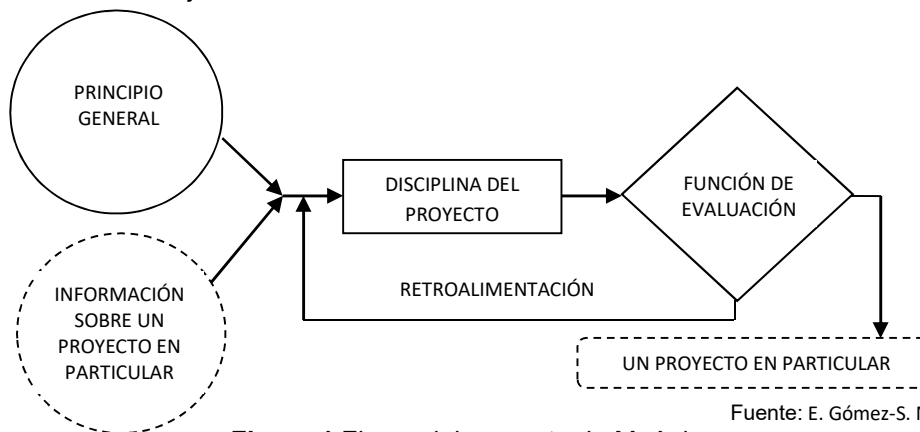 PRINCIPIO
GENERAL
DISCIPLINA DEL
PROYECTO
FUNCIÓN DE
EVALUACIÓN
RETROALIMENTACIÓN
INFORMACIÓN
SOBRE UN
PROYECTO EN
PARTICULAR
UN PROYECTO EN PARTICULAR
Fuente: E. Gómez-S.